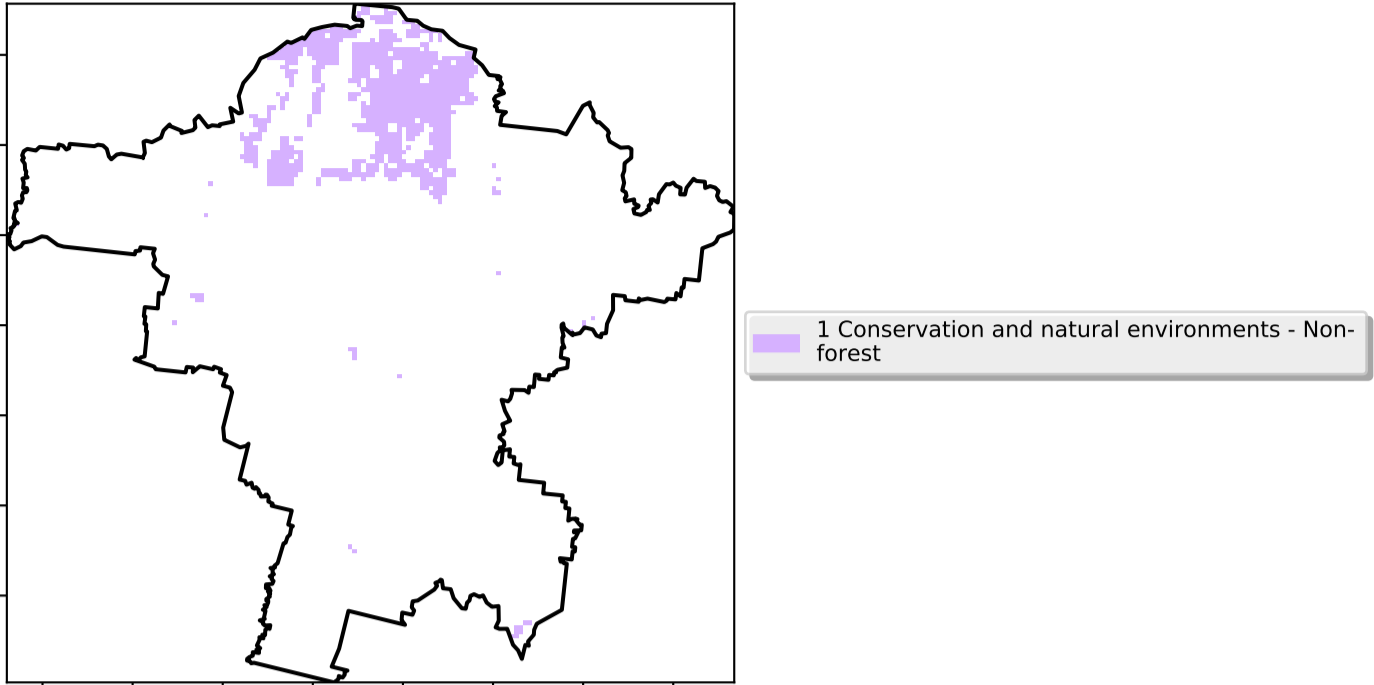 1 Conservation and natural environments - Non-
forest